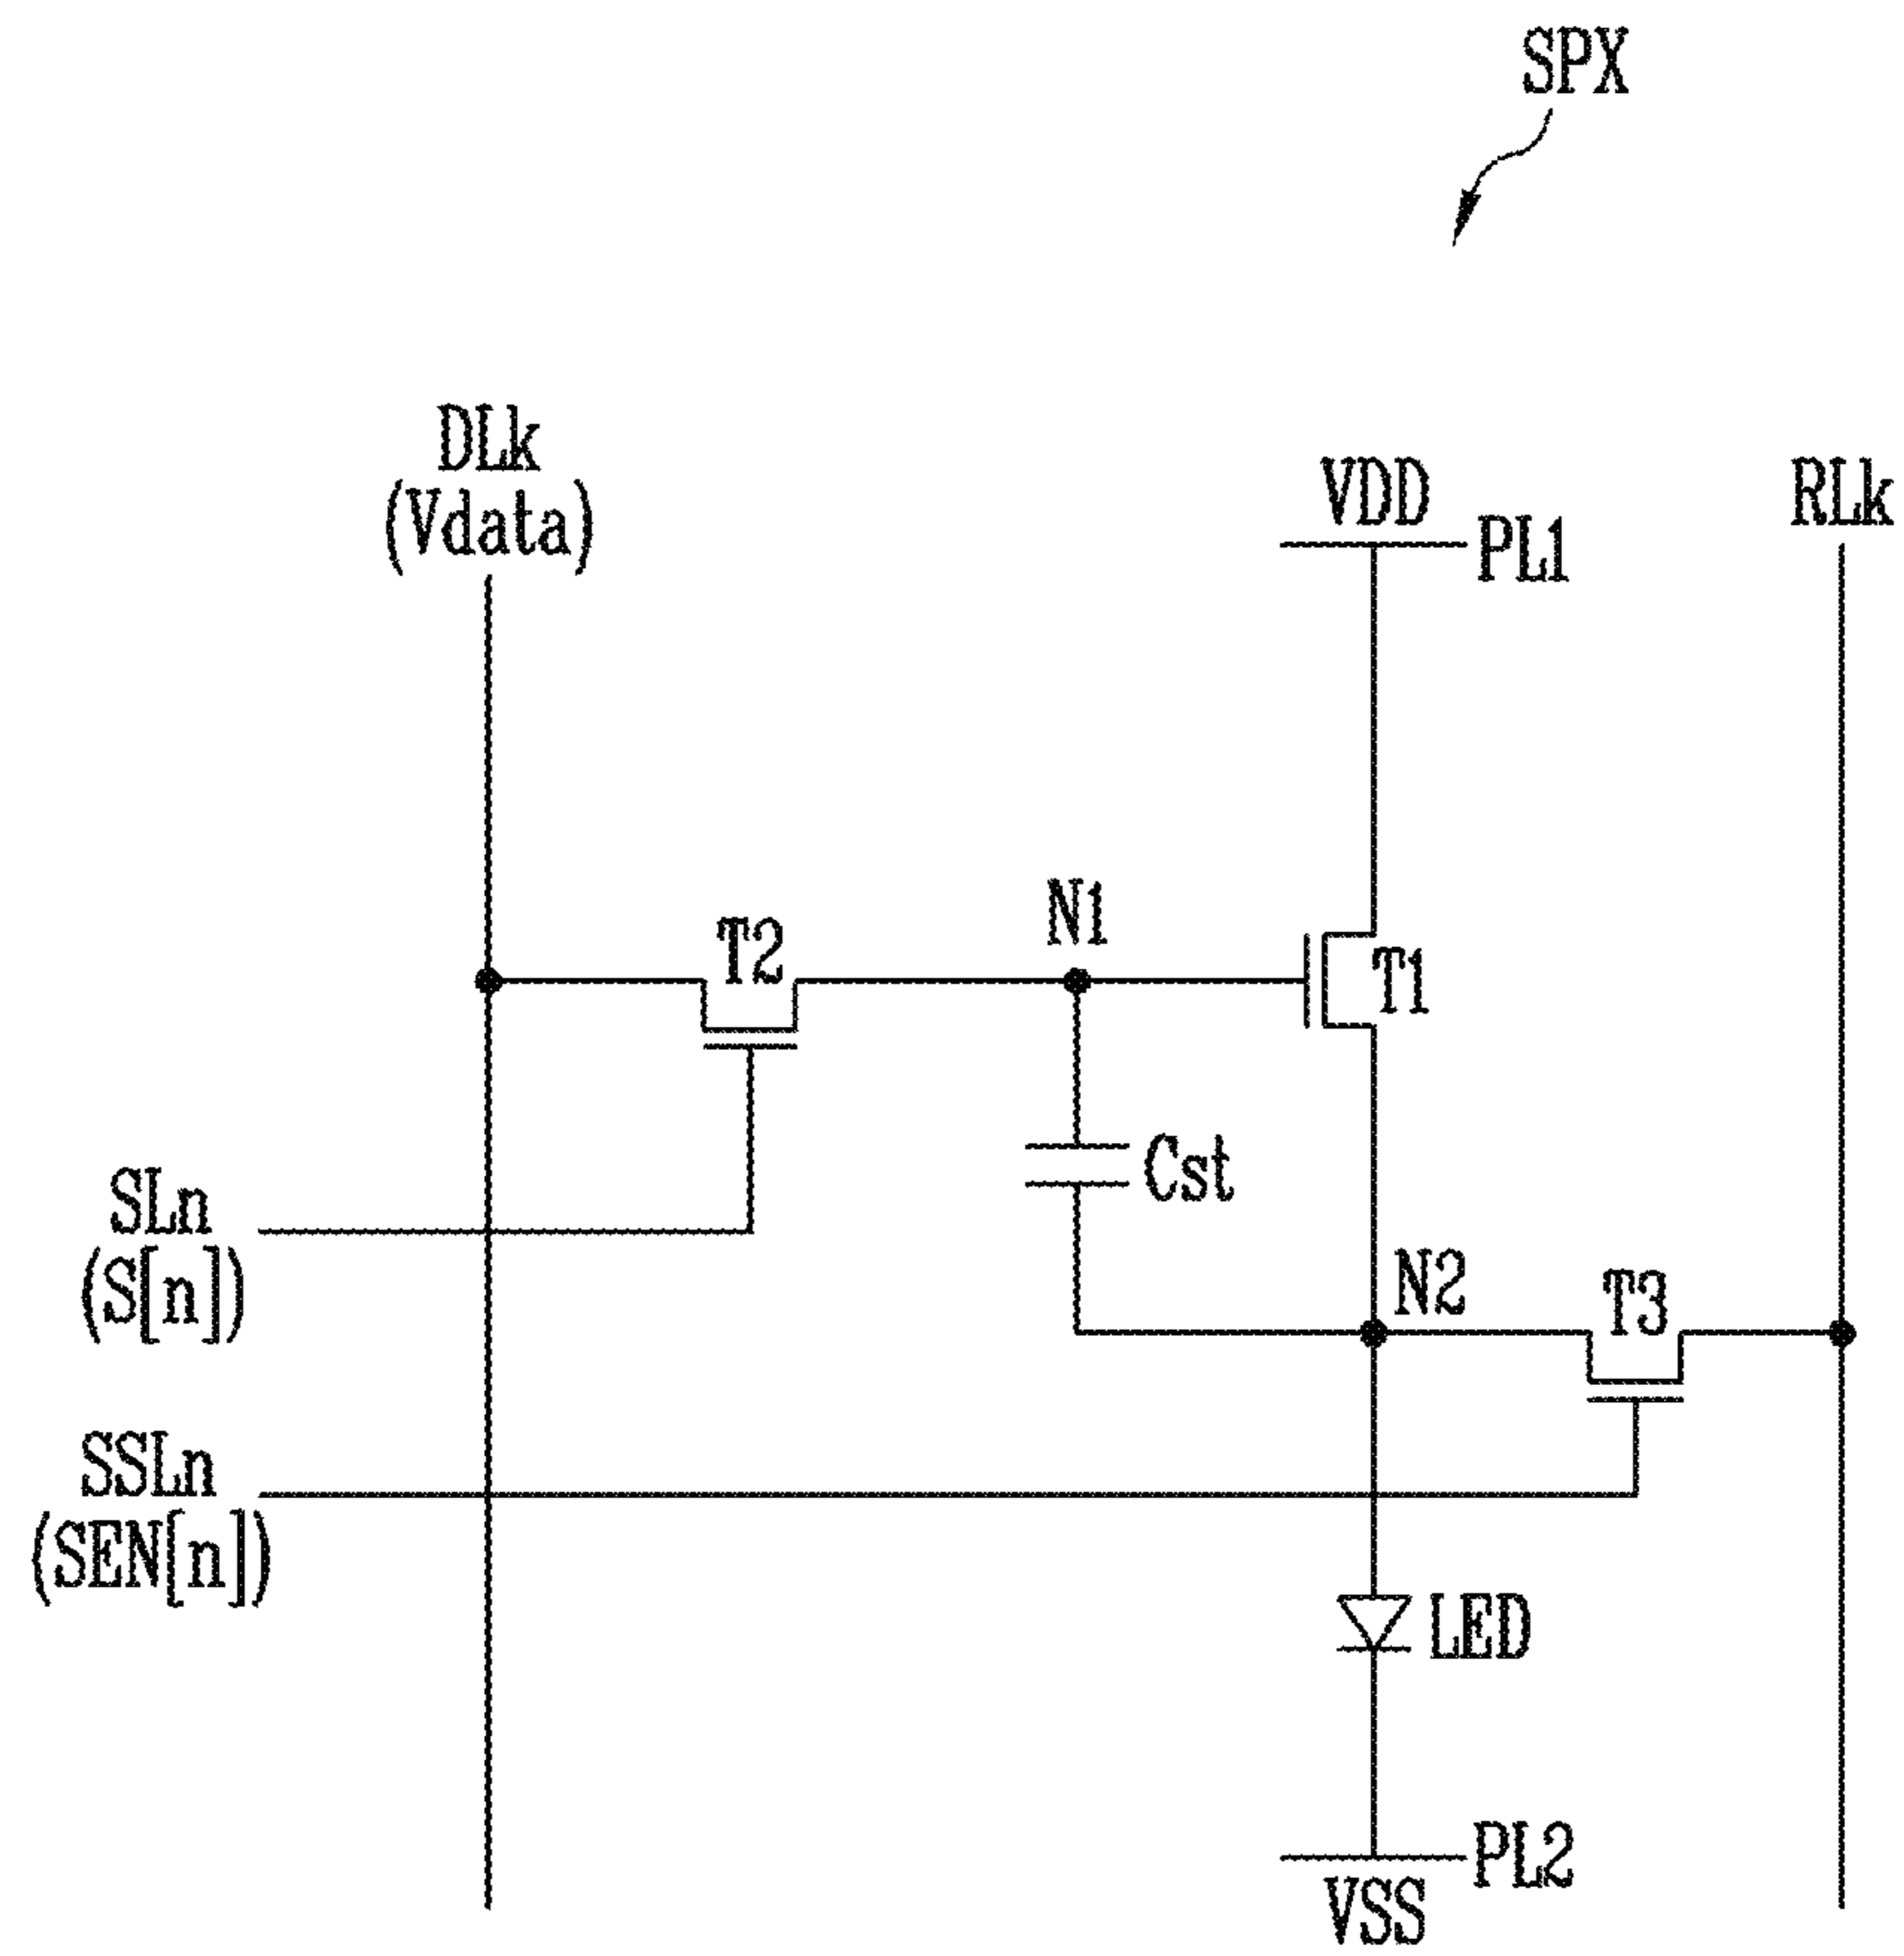 SPX
DLk
(Vdata)
VDD
PL1
RLk
N1
T2
T1
Cst
SLn
(S[n])
N2
T3
SSLn
(SEN[n])
LED
PL2
VSS